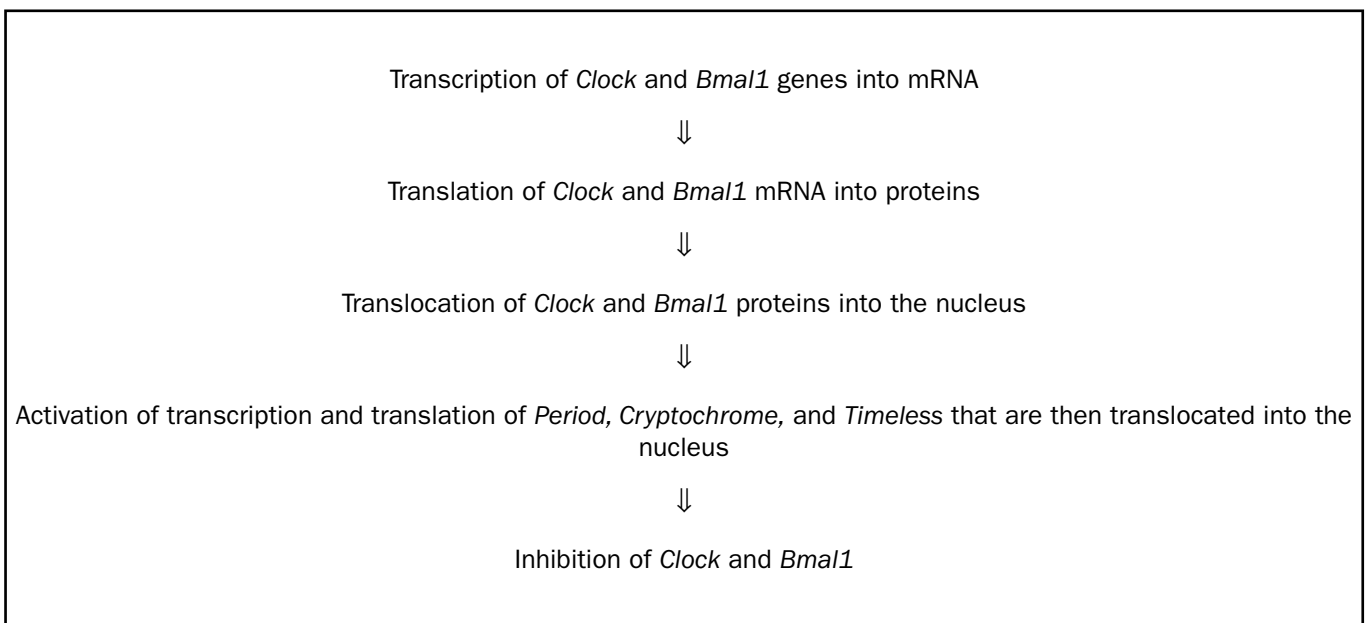 Transcription of Clock and Bmal1 genes into mRNA
⇓
Translation of Clock and Bmal1 mRNA into proteins
⇓
Translocation of Clock and Bmal1 proteins into the nucleus
⇓
Activation of transcription and translation of Period, Cryptochrome, and Timeless that are then translocated into the
nucleus
⇓
Inhibition of Clock and Bmal1